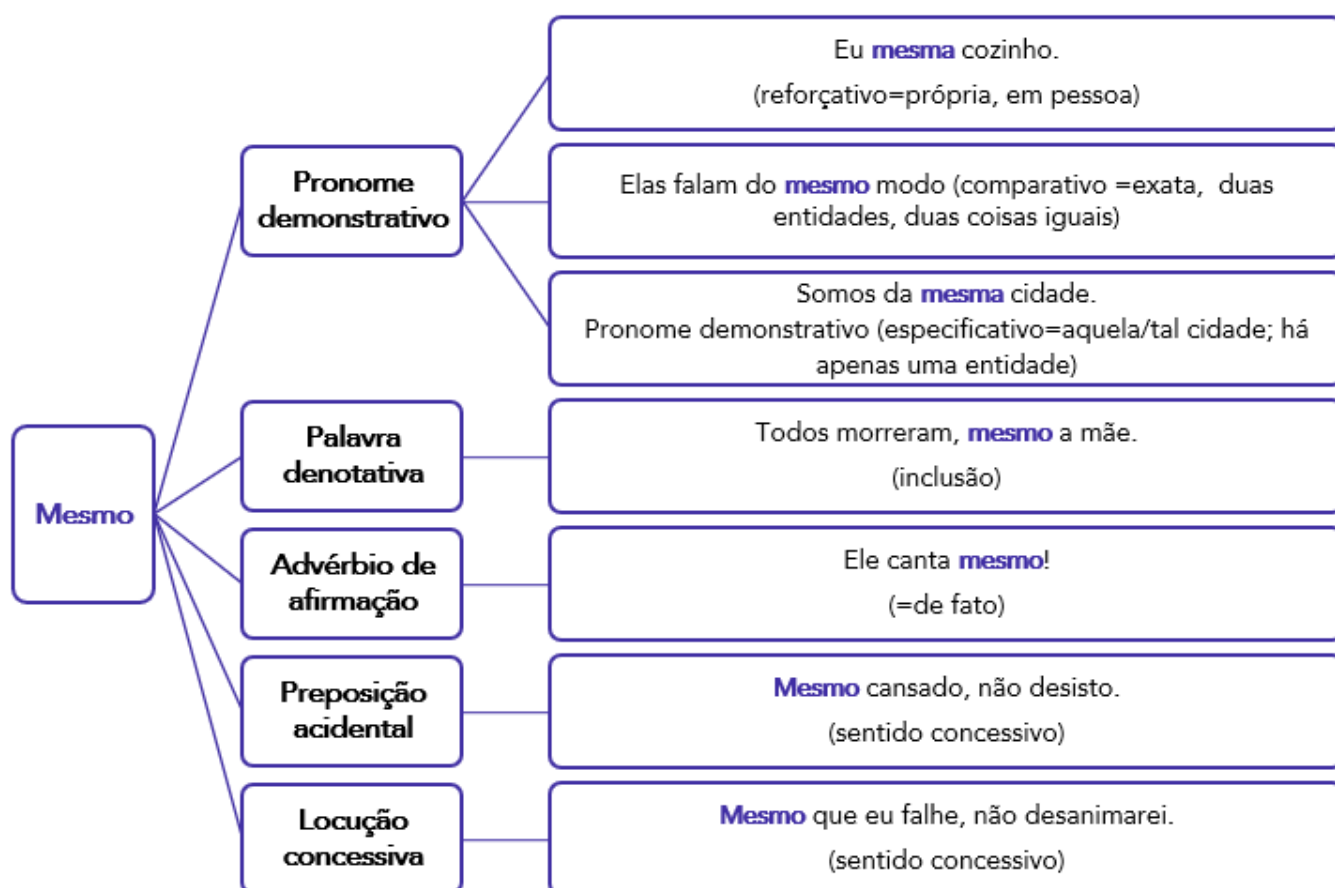 Mesmo
Pronome
demonstrativo
Eu mesma cozinho.
(reforçativo=própria, em pessoa)
Elas falam do mesmo modo (comparativo =exata,  duas
entidades, duas coisas iguais)
Somos da mesma cidade.
Pronome demonstrativo (especificativo=aquela/tal cidade; há
apenas uma entidade)
Palavra
denotativa
Todos morreram, mesmo a mãe.
(inclusão)
Advérbio de
afirmação
Ele canta mesmo!
(=de fato)
Preposição
acidental
Mesmo cansado, não desisto.
(sentido concessivo)
Locução
concessiva
Mesmo que eu falhe, não desanimarei.
(sentido concessivo)